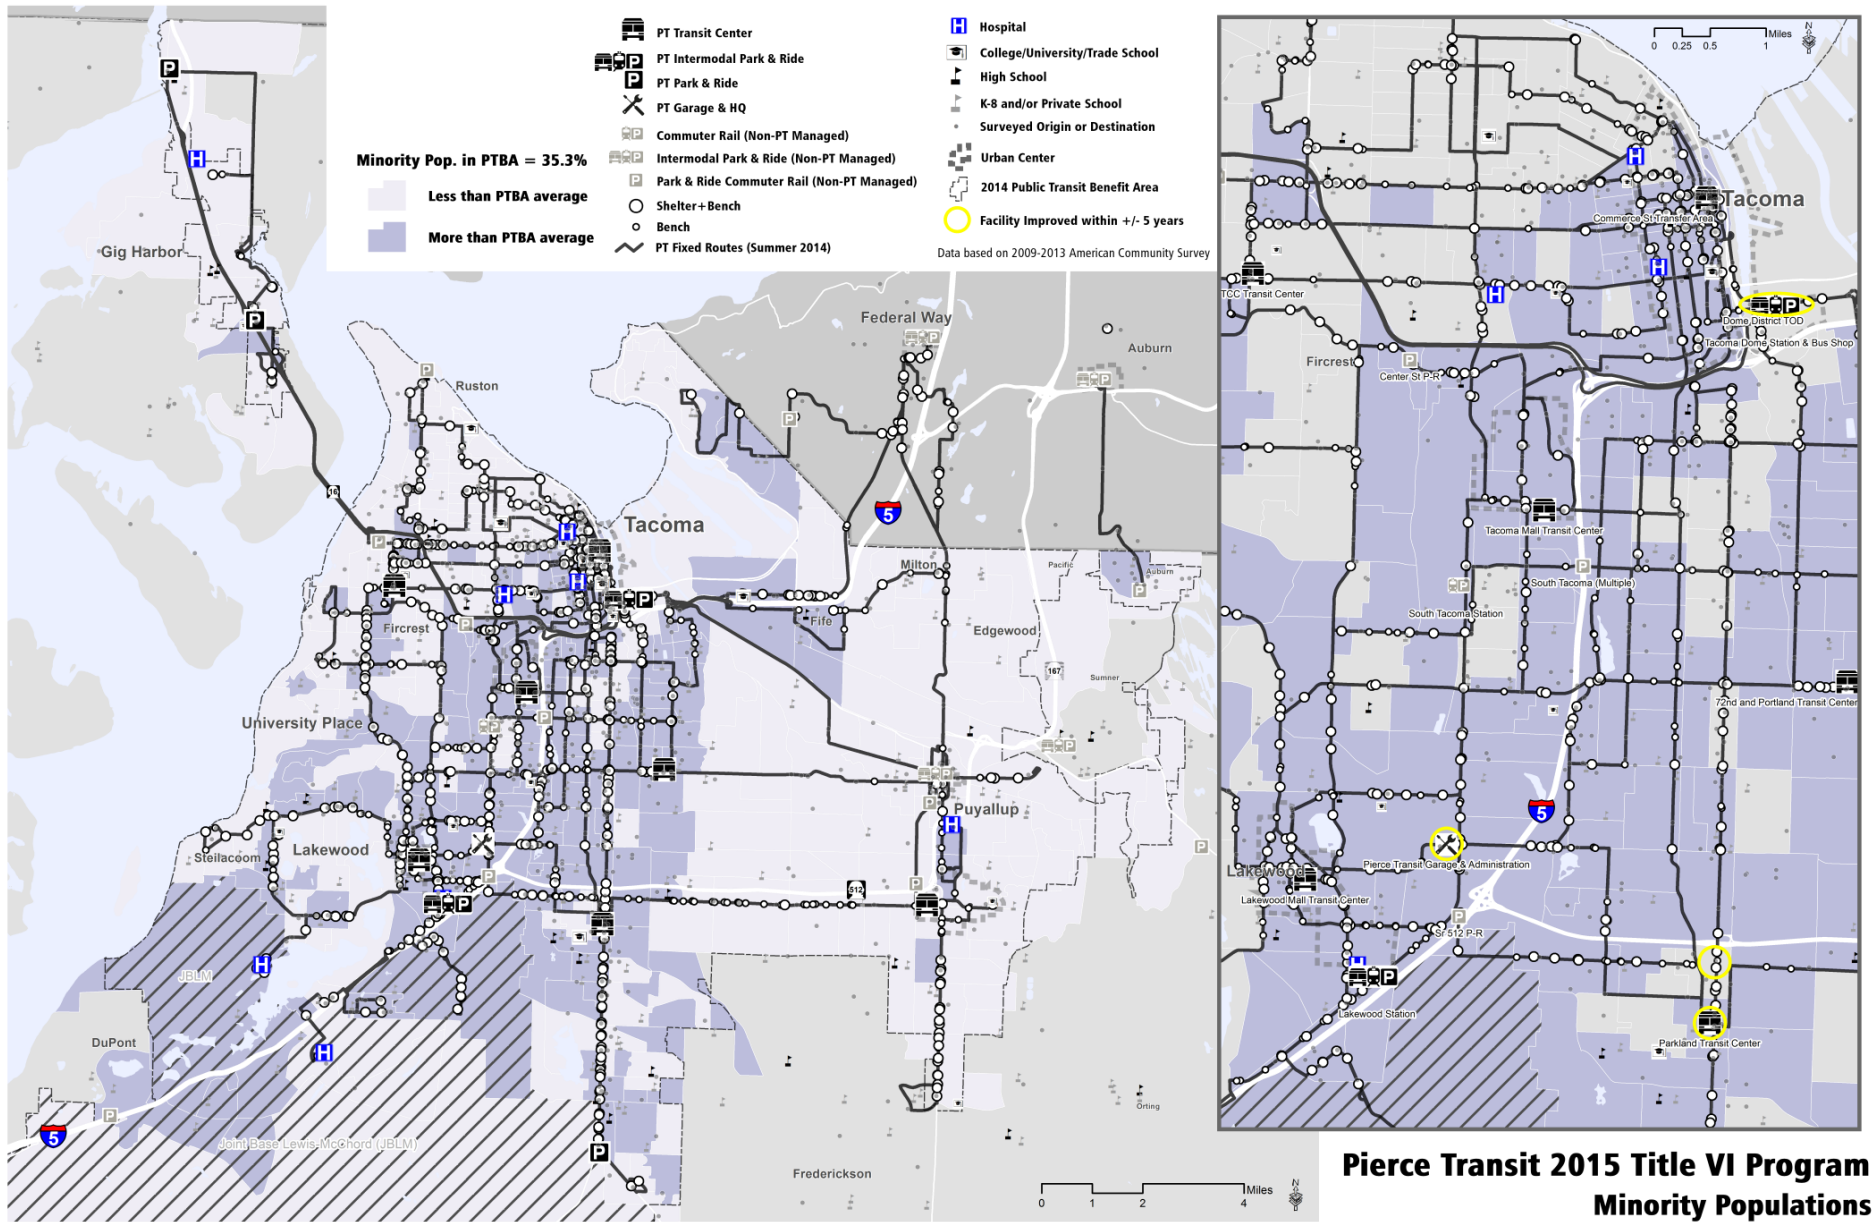 Minority Pop. in PTBA = 35.3%
Less than PTBA average
More than PTBA average
PT Transit Center
PT Intermodal Park & Ride
PT Park & Ride
PT Garage & HQ
Commuter Rail (Non-PT Managed)
Intermodal Park & Ride (Non-PT Managed)
Park & Ride Commuter Rail (Non-PT Managed)
Shelter+Bench
Bench
PT Fixed Routes (Summer 2014)
Hospital
College/University/Trade School
High School
K-8 and/or Private School
Surveyed Origin or Destination
Urban Center
2014 Public Transit Benefit Area
Facility Improved within +/- 5 years
Data based on 2009-2013 American Community Survey
Gig Harbor
Federal Way
Auburn
Ruston
16
5
Tacoma
Milton
Pacific
Auburn
Fircrest
Fife
Edgewood
167
Sumner
University Place
Puyallup
Steilacoom
Lakewood
512
JBLM
DuPont
Orting
5
Joint Base Lewis-McChord (JBLM)
Frederickson
0 1 2 4 Miles
N
0 0.25 0.5 1 Miles
N
Tacoma
Commerce St Transfer Area
TCC Transit Center
Dome District TOD
Tacoma Dome Station & Bus Shop
Fircrest
Center St P-R
Tacoma Mall Transit Center
South Tacoma (Multiple)
South Tacoma Station
72nd and Portland Transit Center
5
Pierce Transit Garage & Administration
Lakewood
Lakewood Mall Transit Center
Sr 512 P-R
Lakewood Station
Parkland Transit Center
Pierce Transit 2015 Title VI Program
Minority Populations